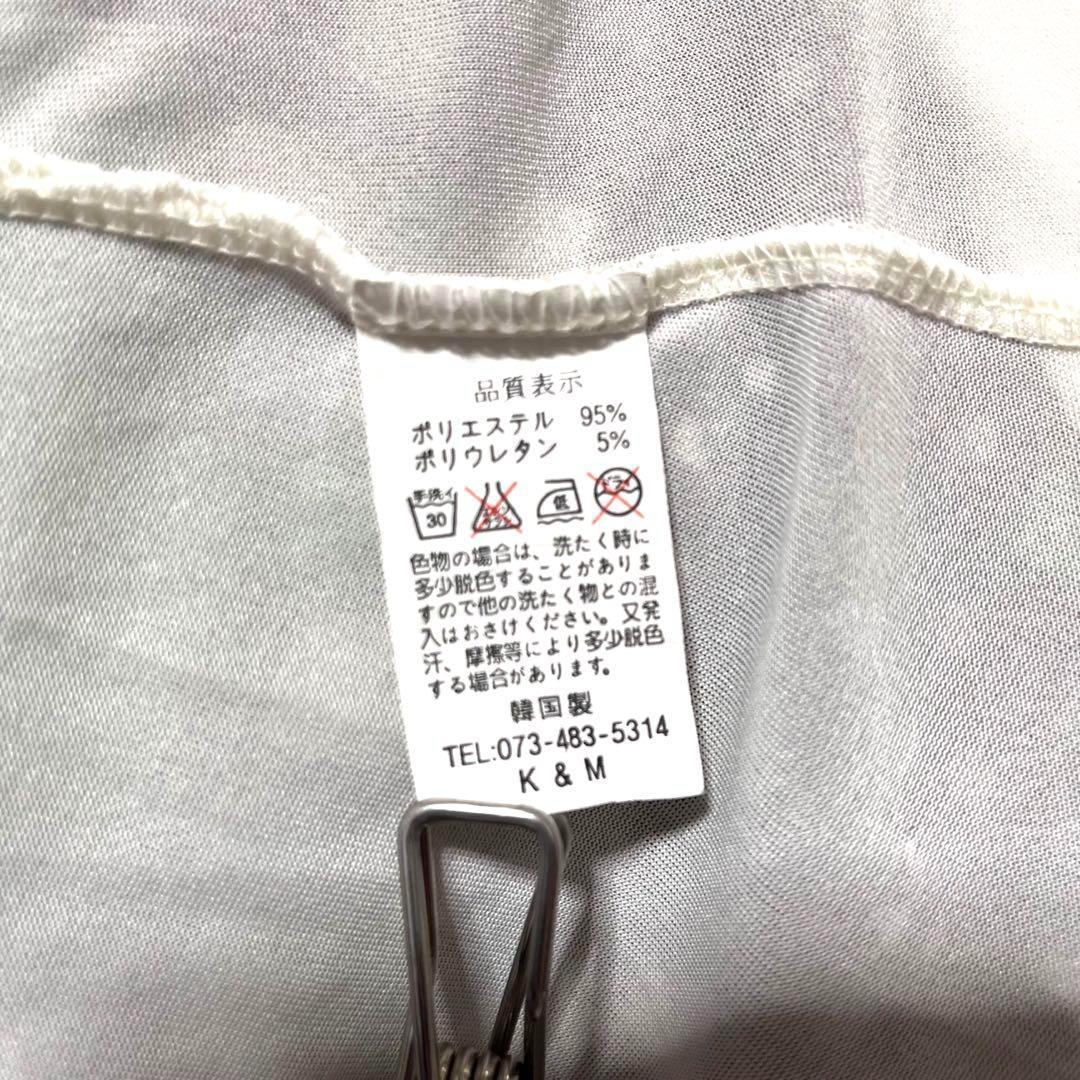 品質表示
ポリエステル 95%
ポリウレタン 5%
手洗イ 30 低 ドライ
色物の場合は、洗たく時に
多少脱色することがありま
すので他の洗たく物との混
入はおさけください。又発
汗、摩擦等により多少脱色
する場合があります。
韓国製
TEL:073-483-5314
K & M